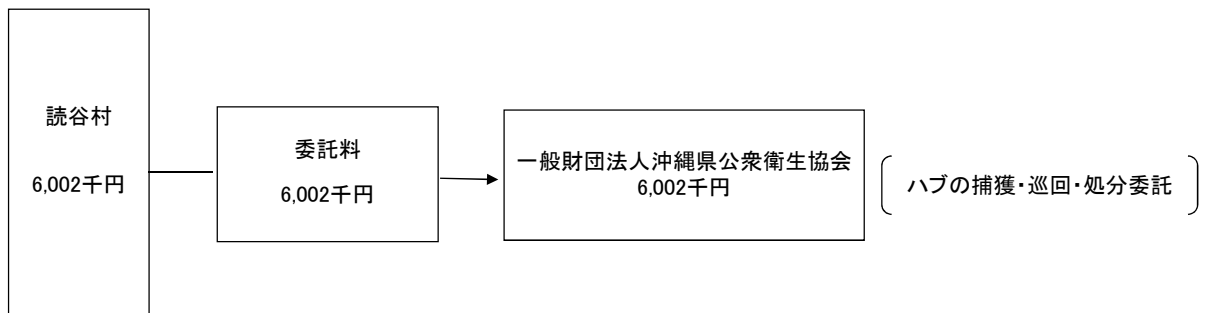 読谷村
6,002千円
委託料
6,002千円
一般財団法人沖縄県公衆衛生協会
6,002千円
ハブの捕獲・巡回・処分委託